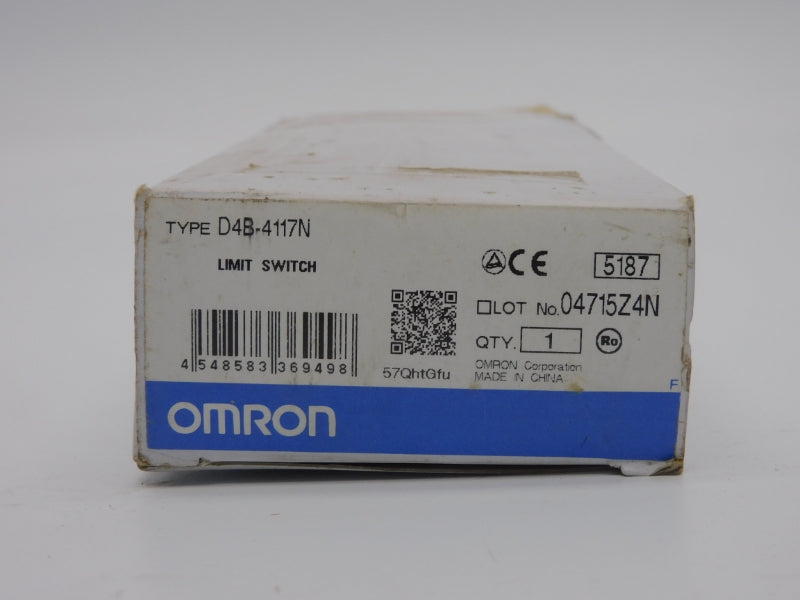 TYPE D4B-4117N
LIMIT SWITCH
CE
5187
LOT No. 04715Z4N
QTY. 1
Ro
4 548583 369498
57QhtGfu
OMRON Corporation
MADE IN CHINA
F
OMRON